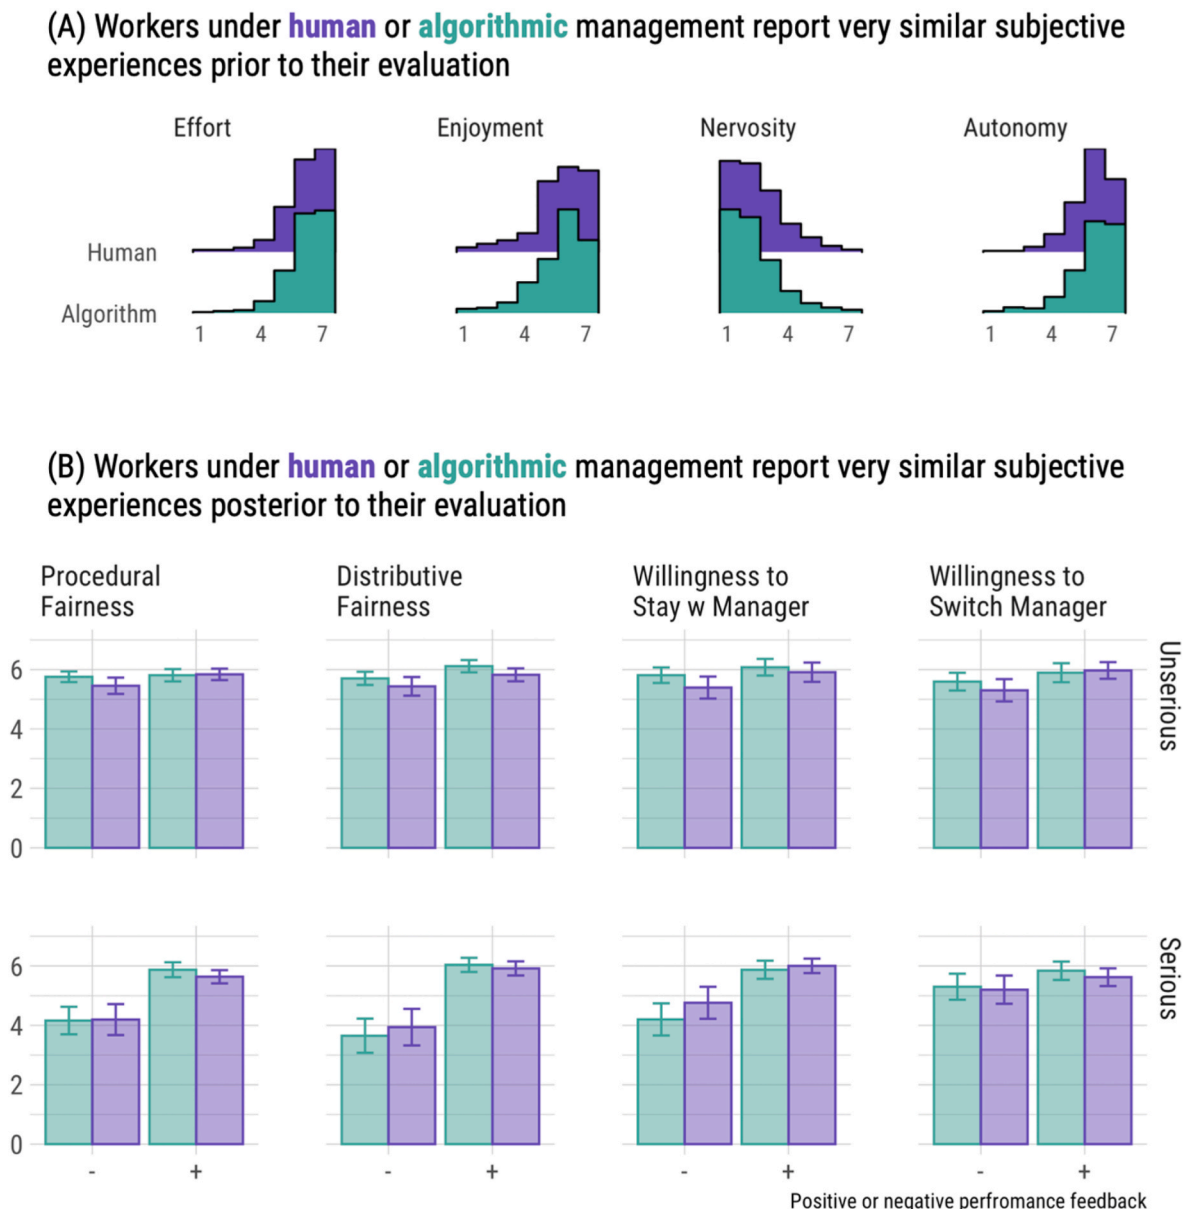 (A) Workers under human or algorithmic management report very similar subjective
experiences prior to their evaluation
Effort
Enjoyment
Nervosity
Autonomy
Human
Algorithm
1 4 7
1 4 7
1 4 7
1 4 7
(B) Workers under human or algorithmic management report very similar subjective
experiences posterior to their evaluation
Procedural
Fairness
Distributive
Fairness
Willingness to
Stay w Manager
Willingness to
Switch Manager
6
4
2
0
Unserious
6
4
2
0
Serious
- +
- +
- +
- +
Positive or negative perfromance feedback